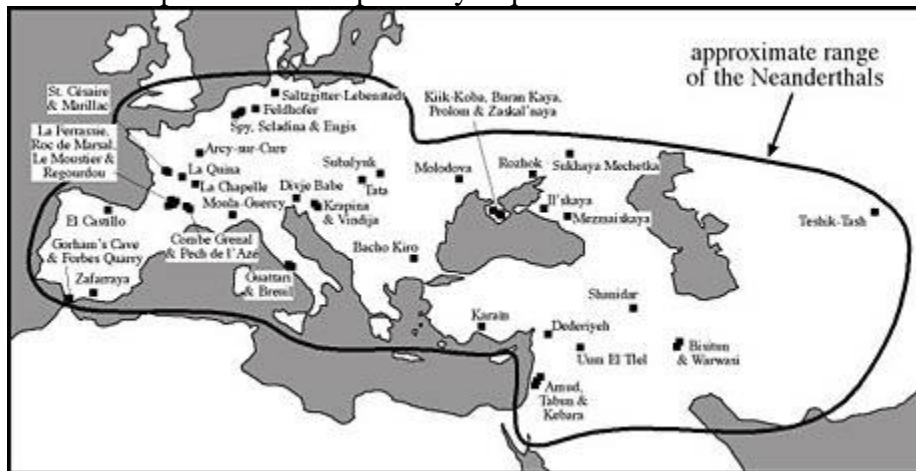 approximate range
of the Neanderthals
St. Césaire
& Marillac
Saltzgitter-Lebenstedt
Feldhofer
Spy, Scladina & Engis
Kiik-Koba, Buran Kaya,
Prolom & Zaskal'naya
La Ferrassie,
Roc de Marsal,
Le Moustier &
Regourdou
Arcy-sur-Cure
La Quina
La Chapelle
Moula-Guercy
Subalyuk
Tata
Divje Babe
Krapina
& Vindija
Molodova
Rozhok
Sukhaya Mechetka
Il'skaya
Mezmaiskaya
Teshik-Tash
El Castillo
Combe Grenal
& Pech de l'Azé
Gorham's Cave
& Forbes Quarry
Zafarraya
Bacho Kiro
Guattari
& Breuil
Shanidar
Karain
Dederiyeh
Bisitun
& Warwasi
Amud,
Tabun &
Kebara